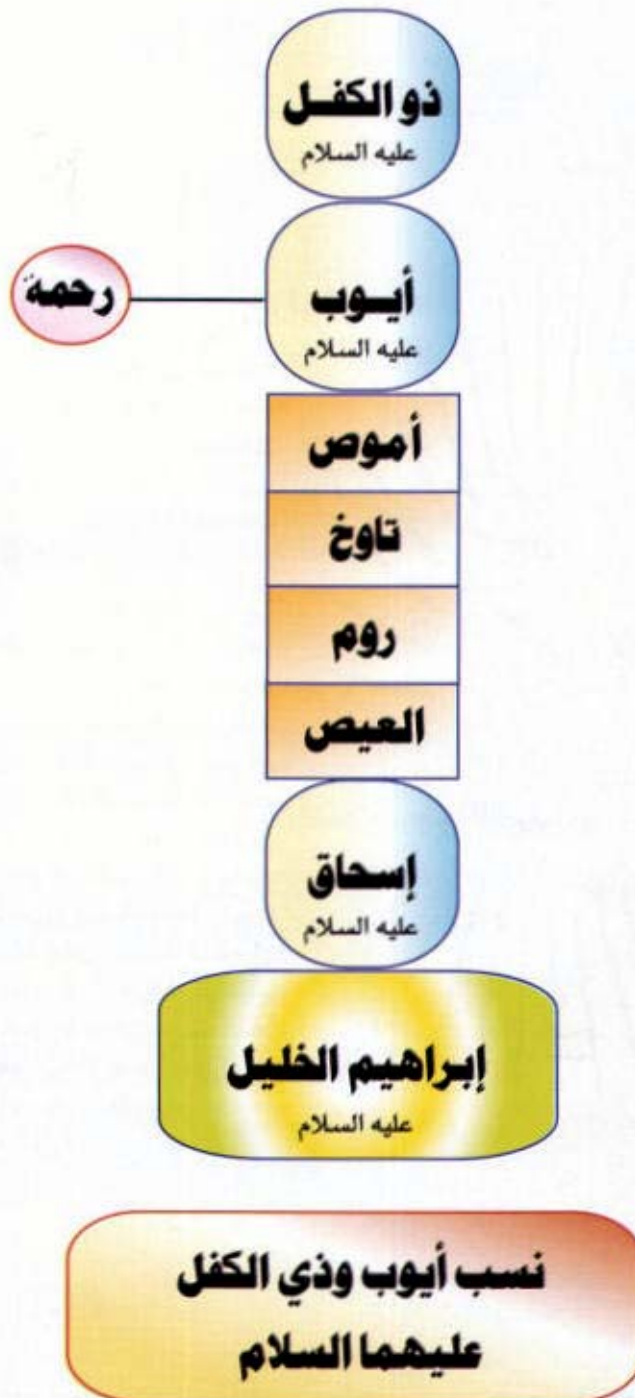 ذو الكفل
عليه السلام
أيوب
عليه السلام
رحمة
أموص
تاوخ
روم
العيص
إسحاق
عليه السلام
إبراهيم الخليل
عليه السلام
نسب أيوب وذي الكفل
عليهما السلام